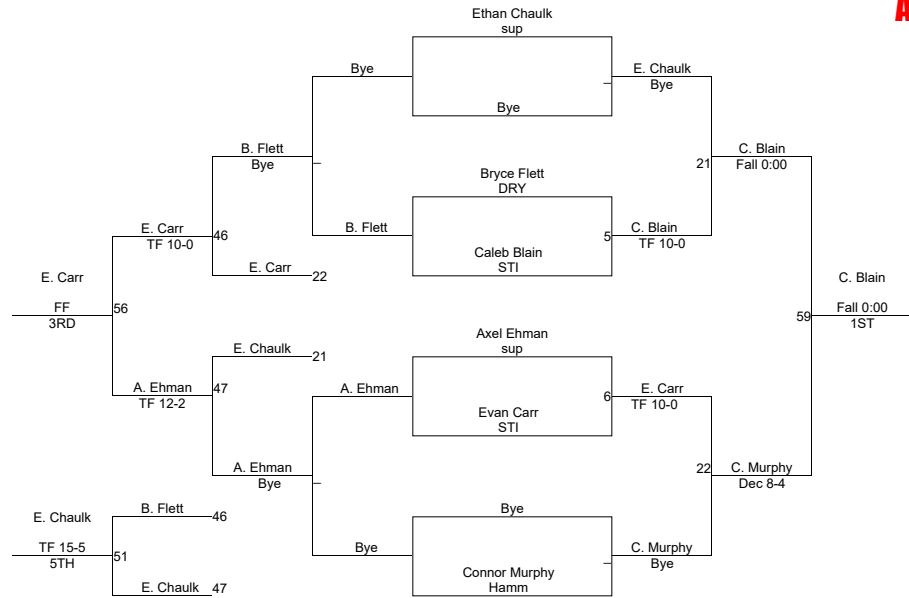 Ethan Chaulk
sup
A
Bye
E. Chaulk
Bye
Bye
B. Flett
Bye
C. Blain
Fall 0:00
21
Bryce Flett
DRY
B. Flett
5
C. Blain
TF 10-0
Caleb Blain
STI
E. Carr
TF 10-0
46
E. Carr
22
E. Carr
FF
3RD
56
C. Blain
Fall 0:00
1ST
59
Axel Ehman
sup
E. Chaulk
21
A. Ehman
TF 12-2
47
A. Ehman
6
E. Carr
TF 10-0
Evan Carr
STI
A. Ehman
Bye
22
C. Murphy
Dec 8-4
Bye
Bye
C. Murphy
Bye
Connor Murphy
Hamm
E. Chaulk
TF 15-5
5TH
B. Flett
46
51
E. Chaulk
47